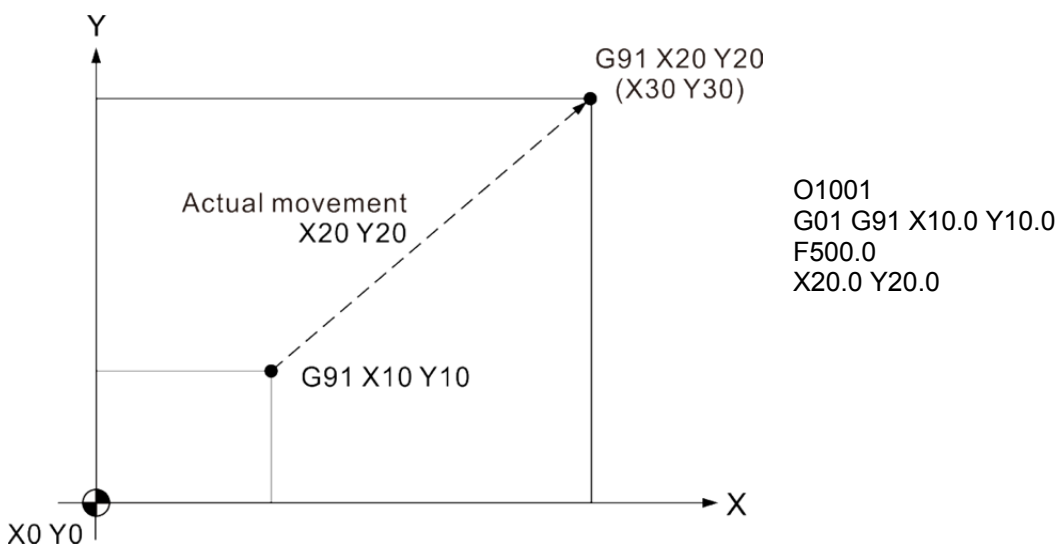 Y
G91 X20 Y20
(X30 Y30)
Actual movement
X20 Y20
G91 X10 Y10
X
X0 Y0
O1001
G01 G91 X10.0 Y10.0
F500.0
X20.0 Y20.0